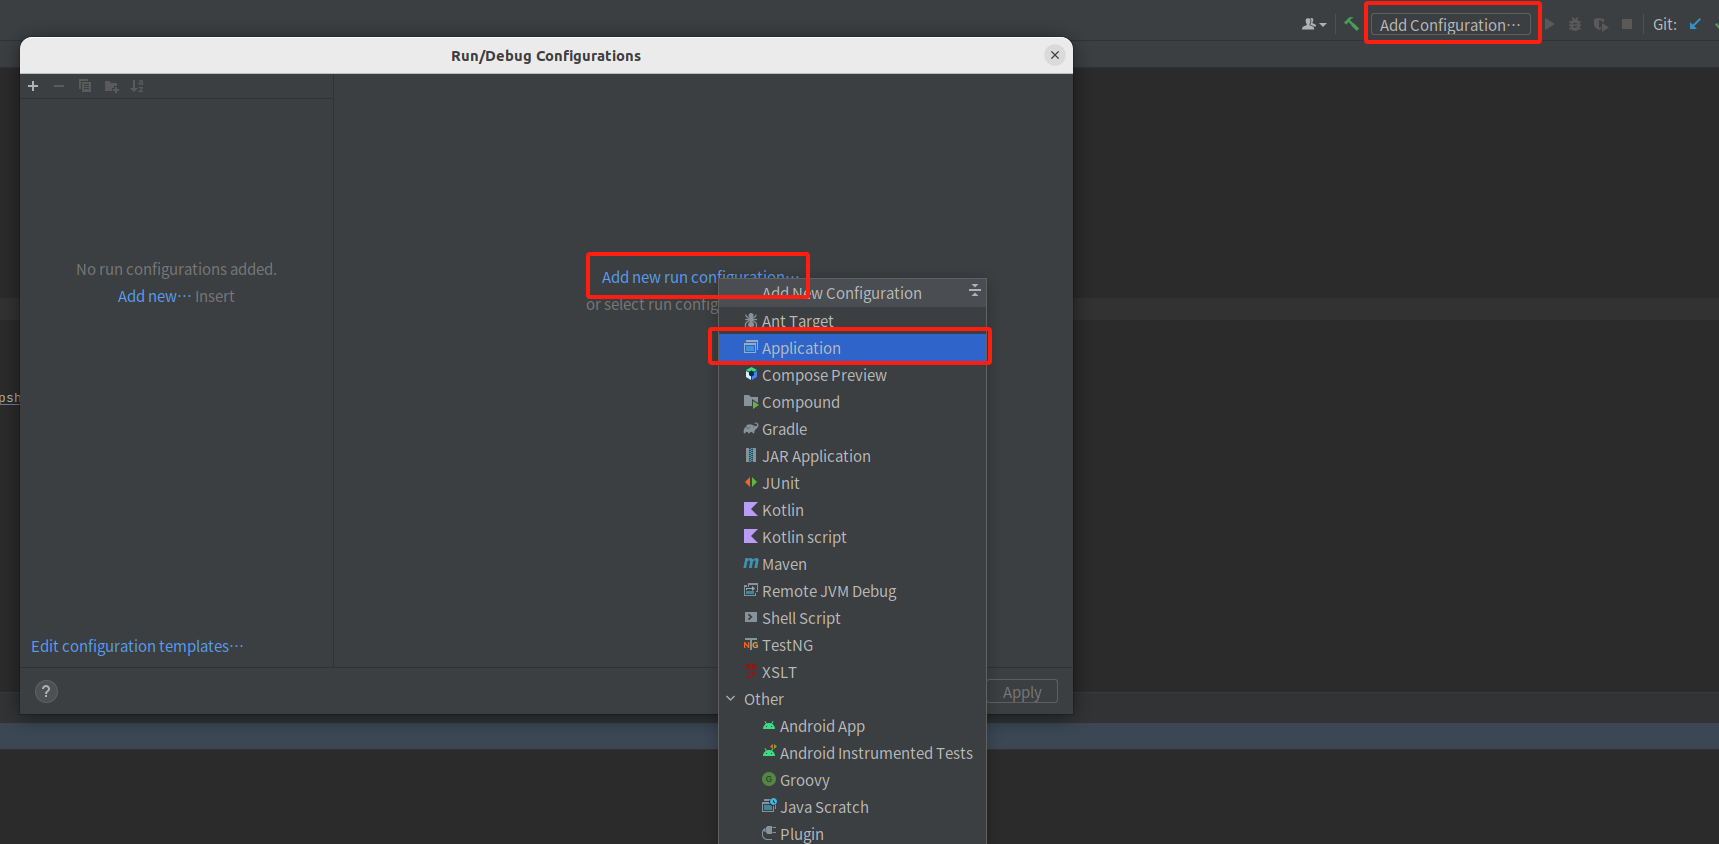 Add Configuration...
Git:
Run/Debug Configurations
No run configurations added.
Add new... Insert
Add new run configuration...
or select run config
Add New Configuration
Ant Target
Application
Compose Preview
Compound
Gradle
JAR Application
JUnit
Kotlin
Kotlin script
Maven
Remote JVM Debug
Shell Script
TestNG
XSLT
Other
Android App
Android Instrumented Tests
Groovy
Java Scratch
Plugin
psh
Edit configuration templates...
?
Apply